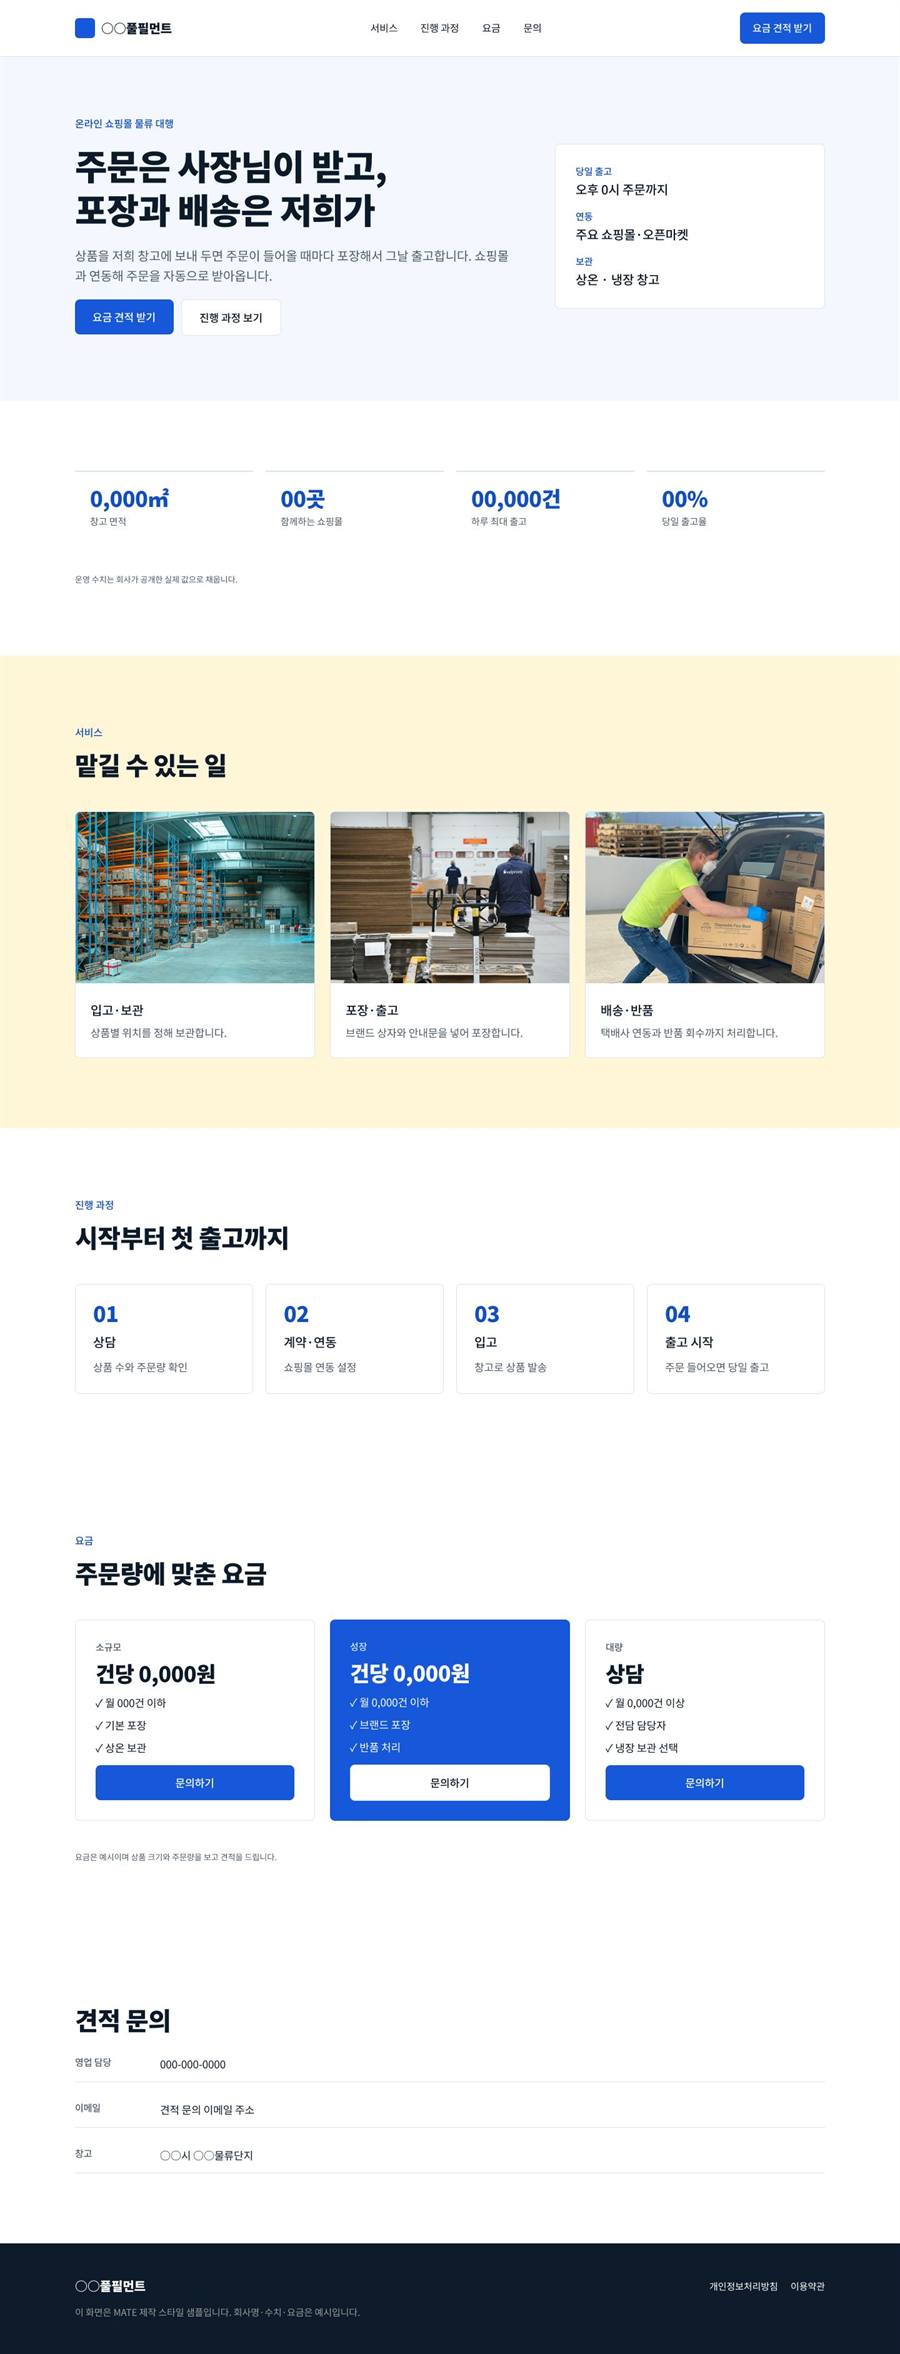 ○○풀필먼트
서비스 진행 과정 요금 문의
요금 견적 받기
온라인 쇼핑몰 물류 대행
주문은 사장님이 받고,
포장과 배송은 저희가
상품을 저희 창고에 보내 두면 주문이 들어올 때마다 포장해서 그날 출고합니다. 쇼핑몰
과 연동해 주문을 자동으로 받아옵니다.
요금 견적 받기
진행 과정 보기
당일 출고
오후 0시 주문까지
연동
주요 쇼핑몰·오픈마켓
보관
상온 · 냉장 창고
0,000㎡
창고 면적
00곳
함께하는 쇼핑몰
00,000건
하루 최대 출고
00%
당일 출고율
운영 수치는 회사가 공개한 실제 값으로 채웁니다.
서비스
맡길 수 있는 일
입고·보관
상품별 위치를 정해 보관합니다.
포장·출고
브랜드 상자와 안내문을 넣어 포장합니다.
배송·반품
택배사 연동과 반품 회수까지 처리합니다.
진행 과정
시작부터 첫 출고까지
01
상담
상품 수와 주문량 확인
02
계약·연동
쇼핑몰 연동 설정
03
입고
창고로 상품 발송
04
출고 시작
주문 들어오면 당일 출고
요금
주문량에 맞춘 요금
소규모
건당 0,000원
✓ 월 000건 이하
✓ 기본 포장
✓ 상온 보관
문의하기
성장
건당 0,000원
✓ 월 0,000건 이하
✓ 브랜드 포장
✓ 반품 처리
문의하기
대량
상담
✓ 월 0,000건 이상
✓ 전담 담당자
✓ 냉장 보관 선택
문의하기
요금은 예시이며 상품 크기와 주문량을 보고 견적을 드립니다.
견적 문의
영업 담당 000-000-0000
이메일 견적 문의 이메일 주소
창고 ○○시 ○○물류단지
○○풀필먼트
개인정보처리방침 이용약관
이 화면은 MATE 제작 스타일 샘플입니다. 회사명·수치·요금은 예시입니다.